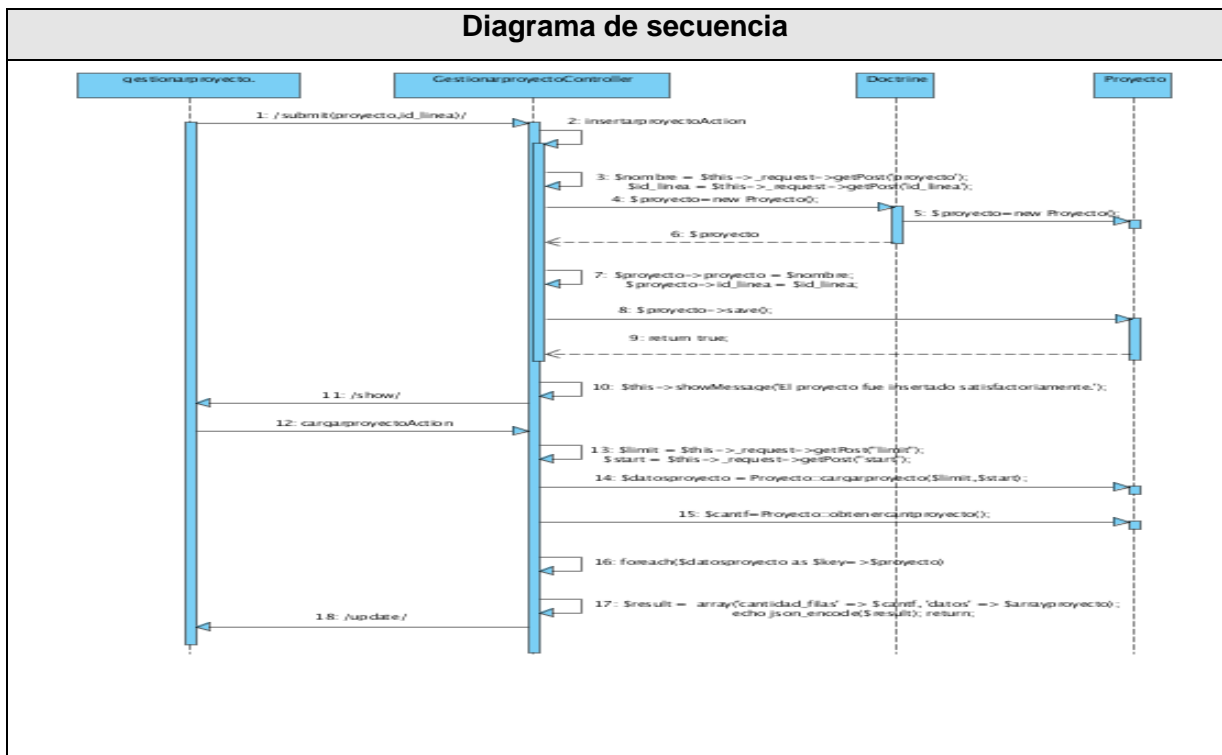 Diagrama de secuencia
gestionarproyecto.
GestionarproyectoController
Doctrine
Proyecto
1: /submit(proyecto,id_linea)/
2: insertarproyectoAction
3: $nombre = $this->_request->getPost('proyecto');
$id_linea = $this->_request->getPost('id_linea');
4: $proyecto=new Proyecto();
5: $proyecto=new Proyecto();
6: $proyecto
7: $proyecto->proyecto = $nombre;
$proyecto->id_linea = $id_linea;
8: $proyecto->save();
9: return true;
10: $this->showMessage('El proyecto fue insertado satisfactoriamente.');
11: /show/
12: cargarproyectoAction
13: $limit = $this->_request->getPost("limit");
$start = $this->_request->getPost("start");
14: $datosproyecto = Proyecto::cargarproyecto($limit,$start);
15: $cantf=Proyecto::obtenercantproyecto();
16: foreach($datosproyecto as $key=>$proyecto)
17: $result = array('cantidad_filas' => $cantf, 'datos' => $arrayproyecto);
echo json_encode($result); return;
18: /update/